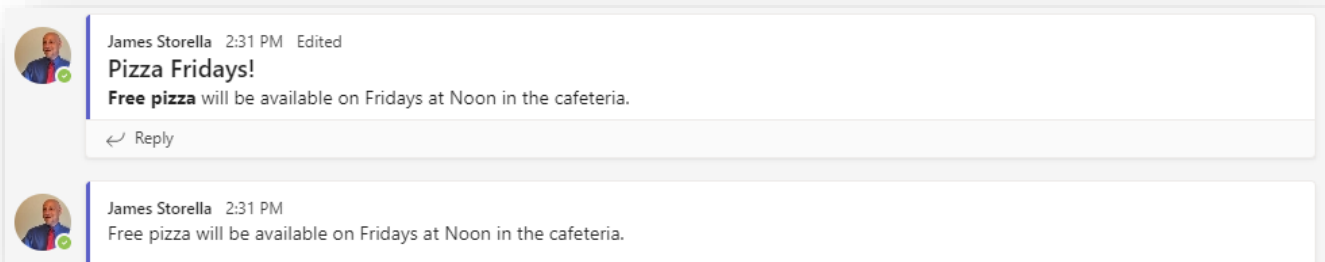 James Storella 2:31 PM Edited
Pizza Fridays!
Free pizza will be available on Fridays at Noon in the cafeteria.
Reply
James Storella 2:31 PM
Free pizza will be available on Fridays at Noon in the cafeteria.